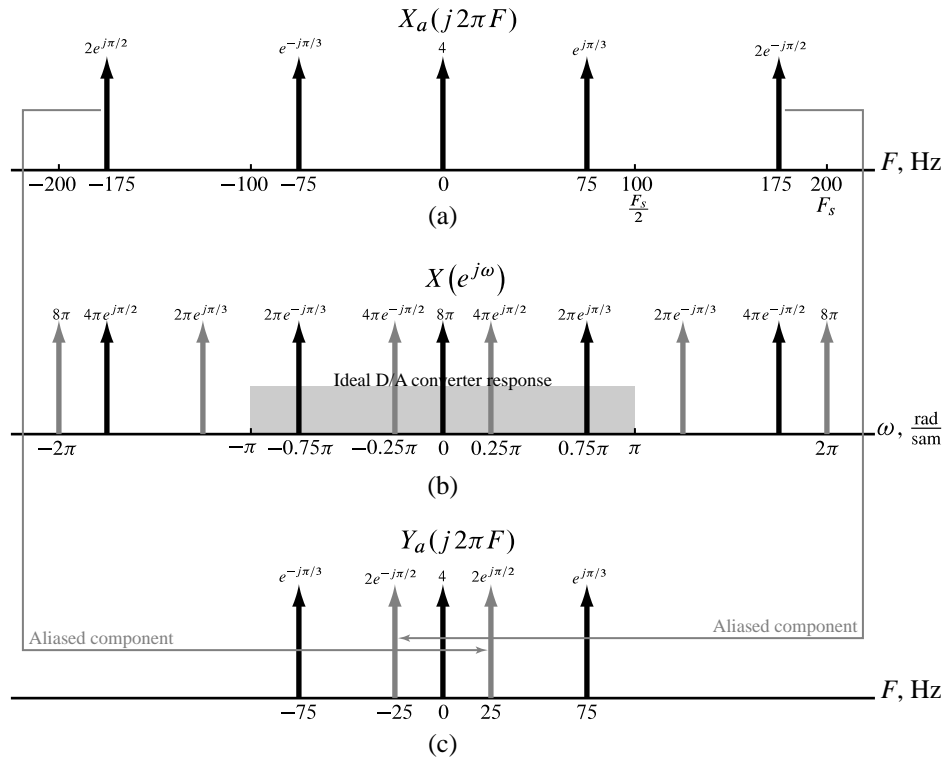 X_a(j2πF)
2e^{jπ/2} e^{-jπ/3} 4 e^{jπ/3} 2e^{-jπ/2}
F, Hz
−200 −175 −100 −75 0 75 100 175 200
F_s/2 F_s
(a)
X(e^{jω})
8π 4πe^{jπ/2} 2πe^{jπ/3} 2πe^{-jπ/3} 4πe^{-jπ/2} 8π 4πe^{jπ/2} 2πe^{jπ/3} 2πe^{-jπ/3} 4πe^{-jπ/2} 8π
Ideal D/A converter response
ω, rad/sam
−2π −π −0.75π −0.25π 0 0.25π 0.75π π 2π
(b)
Y_a(j2πF)
e^{-jπ/3} 2e^{-jπ/2} 4 2e^{jπ/2} e^{jπ/3}
Aliased component Aliased component
F, Hz
−75 −25 0 25 75
(c)